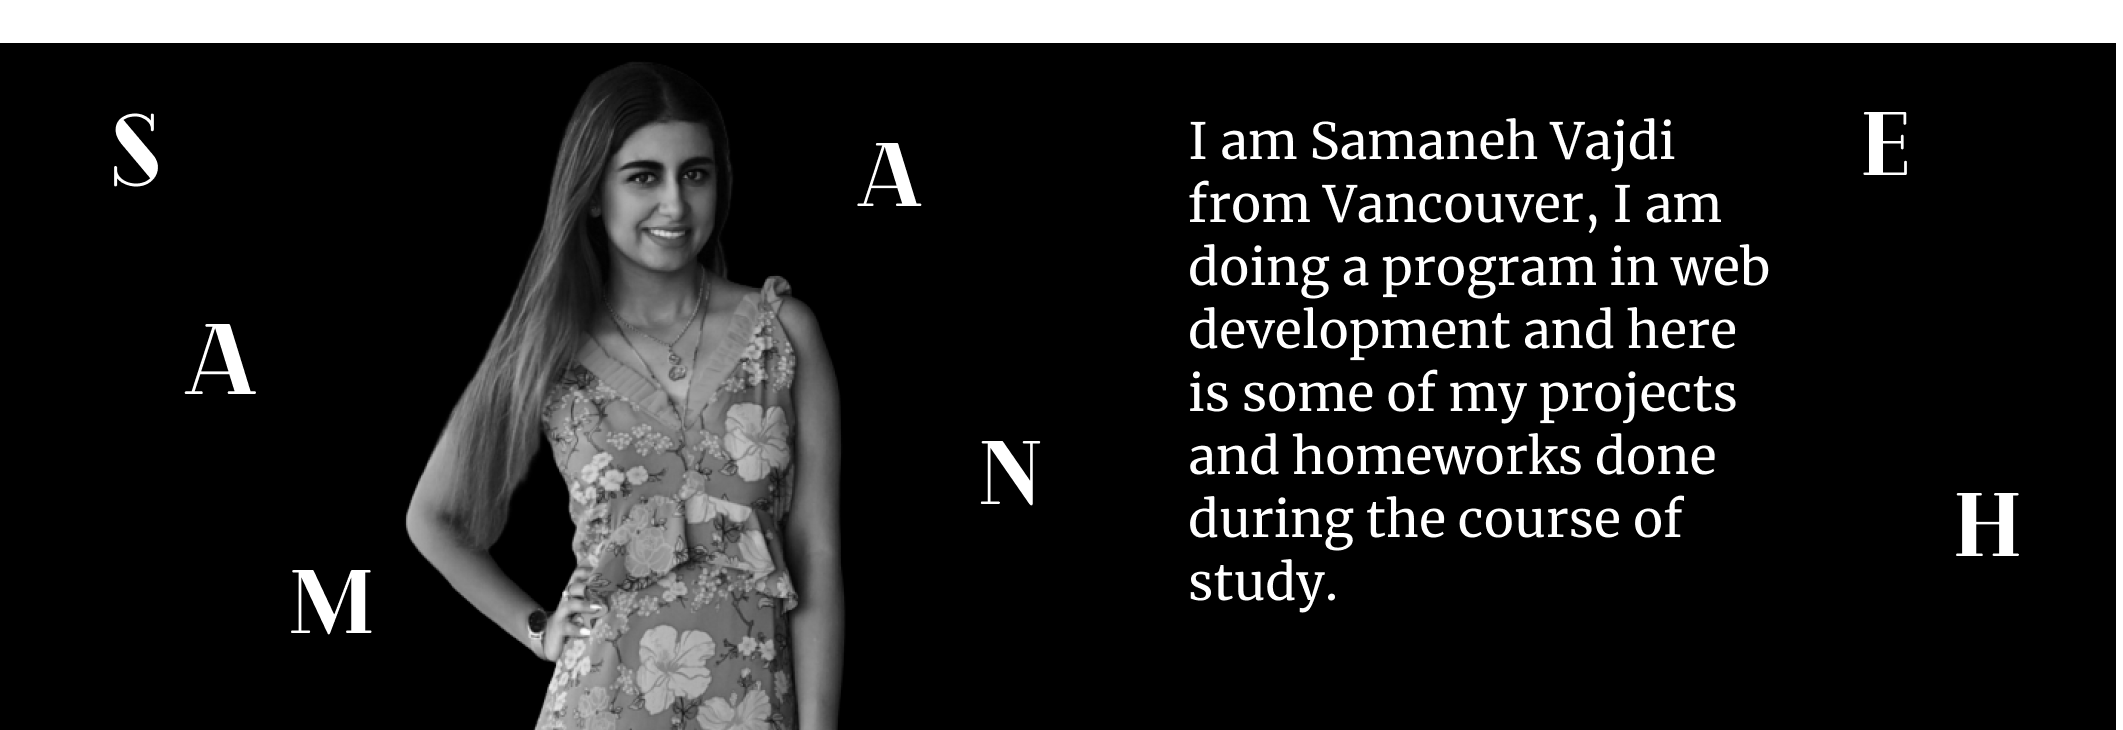 S
A
M
A
N
I am Samaneh Vajdi
from Vancouver, I am
doing a program in web
development and here
is some of my projects
and homeworks done
during the course of
study.
E
H